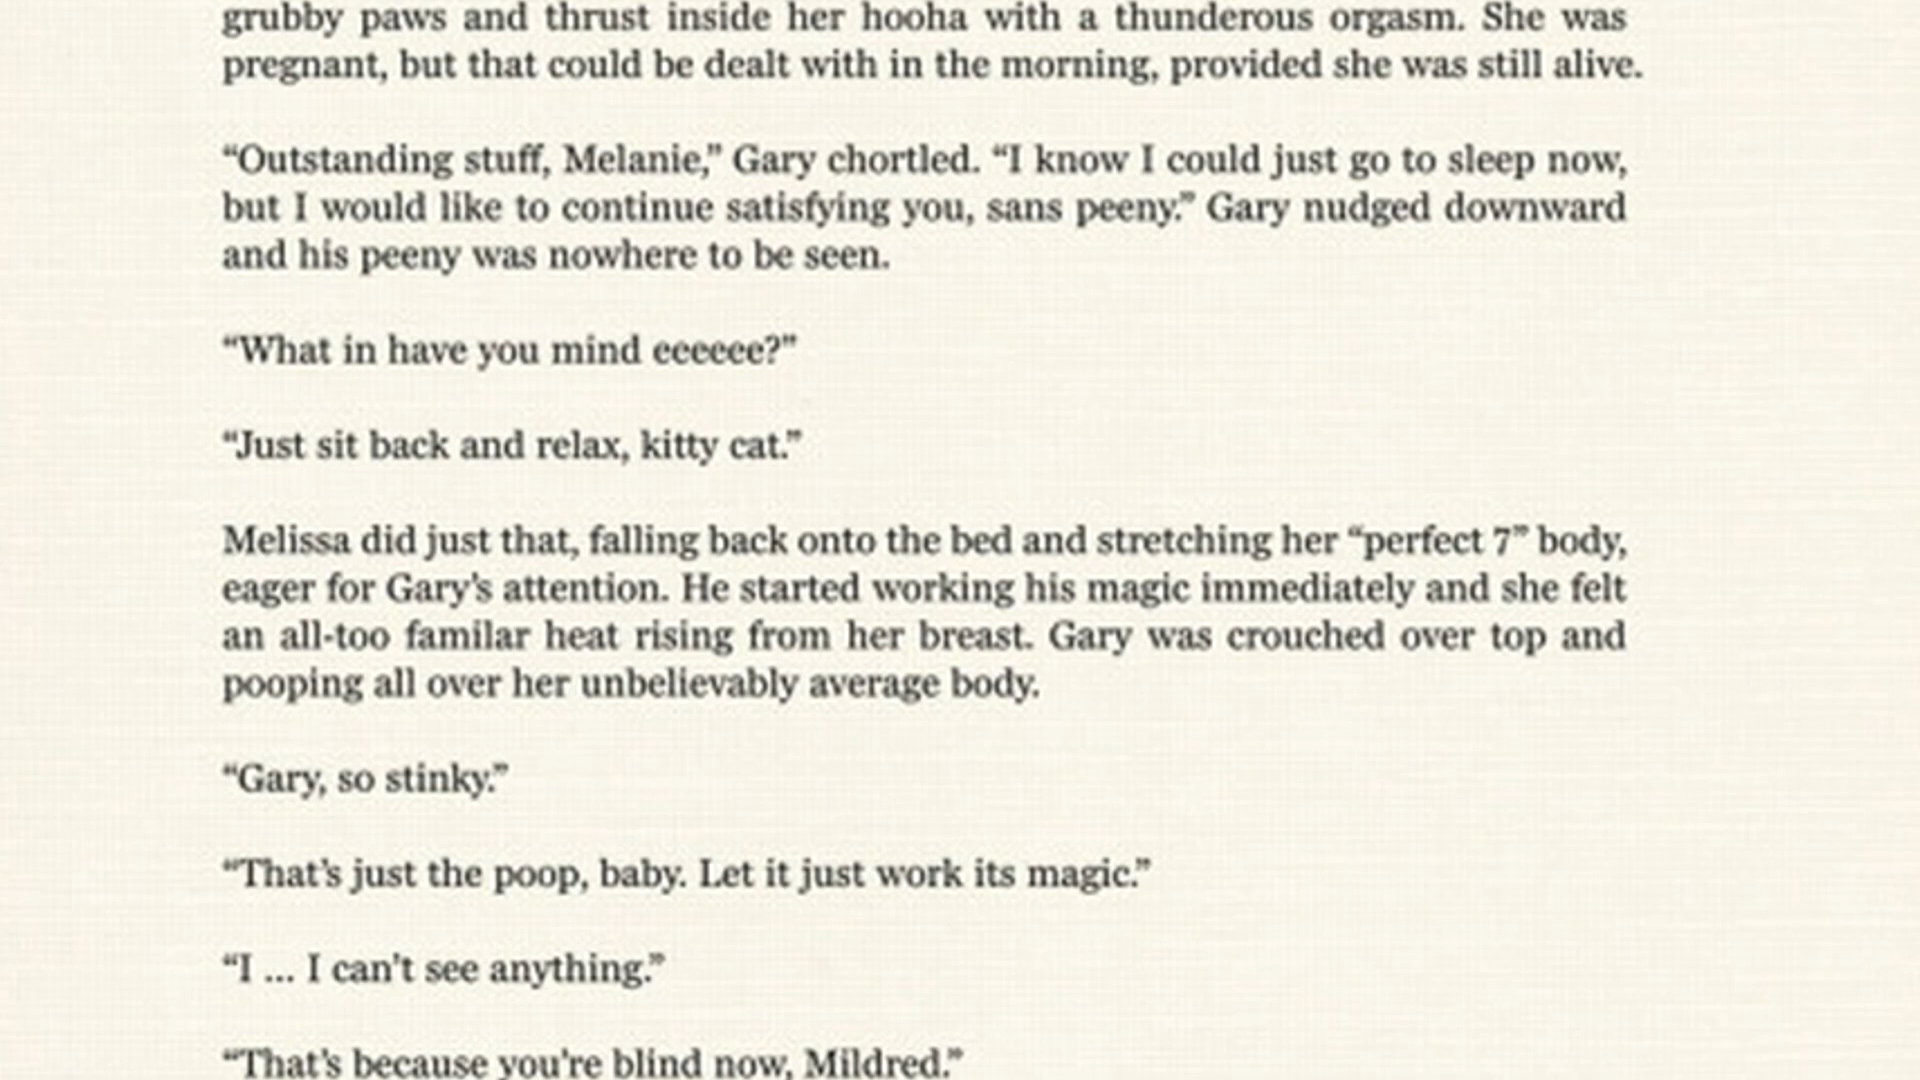 grubby paws and thrust inside her hooha with a thunderous orgasm. She was
pregnant, but that could be dealt with in the morning, provided she was still alive.
“Outstanding stuff, Melanie,” Gary chortled. “I know I could just go to sleep now,
but I would like to continue satisfying you, sans peeny.” Gary nudged downward
and his peeny was nowhere to be seen.
“What in have you mind eeeeee?”
“Just sit back and relax, kitty cat.”
Melissa did just that, falling back onto the bed and stretching her “perfect 7” body,
eager for Gary’s attention. He started working his magic immediately and she felt
an all-too familar heat rising from her breast. Gary was crouched over top and
pooping all over her unbelievably average body.
“Gary, so stinky.”
“That’s just the poop, baby. Let it just work its magic.”
“I ... I can’t see anything.”
“That’s because you’re blind now, Mildred.”